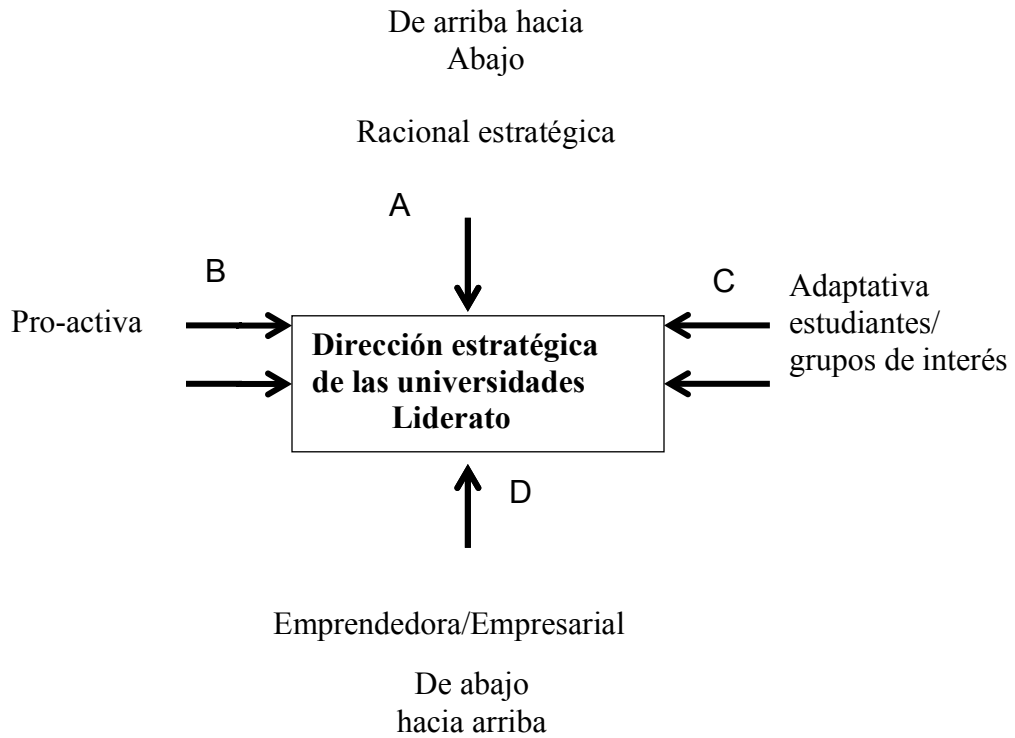 De arriba hacia
Abajo
Racional estratégica
A
B
C
Pro-activa
Adaptativa
estudiantes/
grupos de interés
Dirección estratégica
de las universidades
Liderato
D
Emprendedora/Empresarial
De abajo
hacia arriba